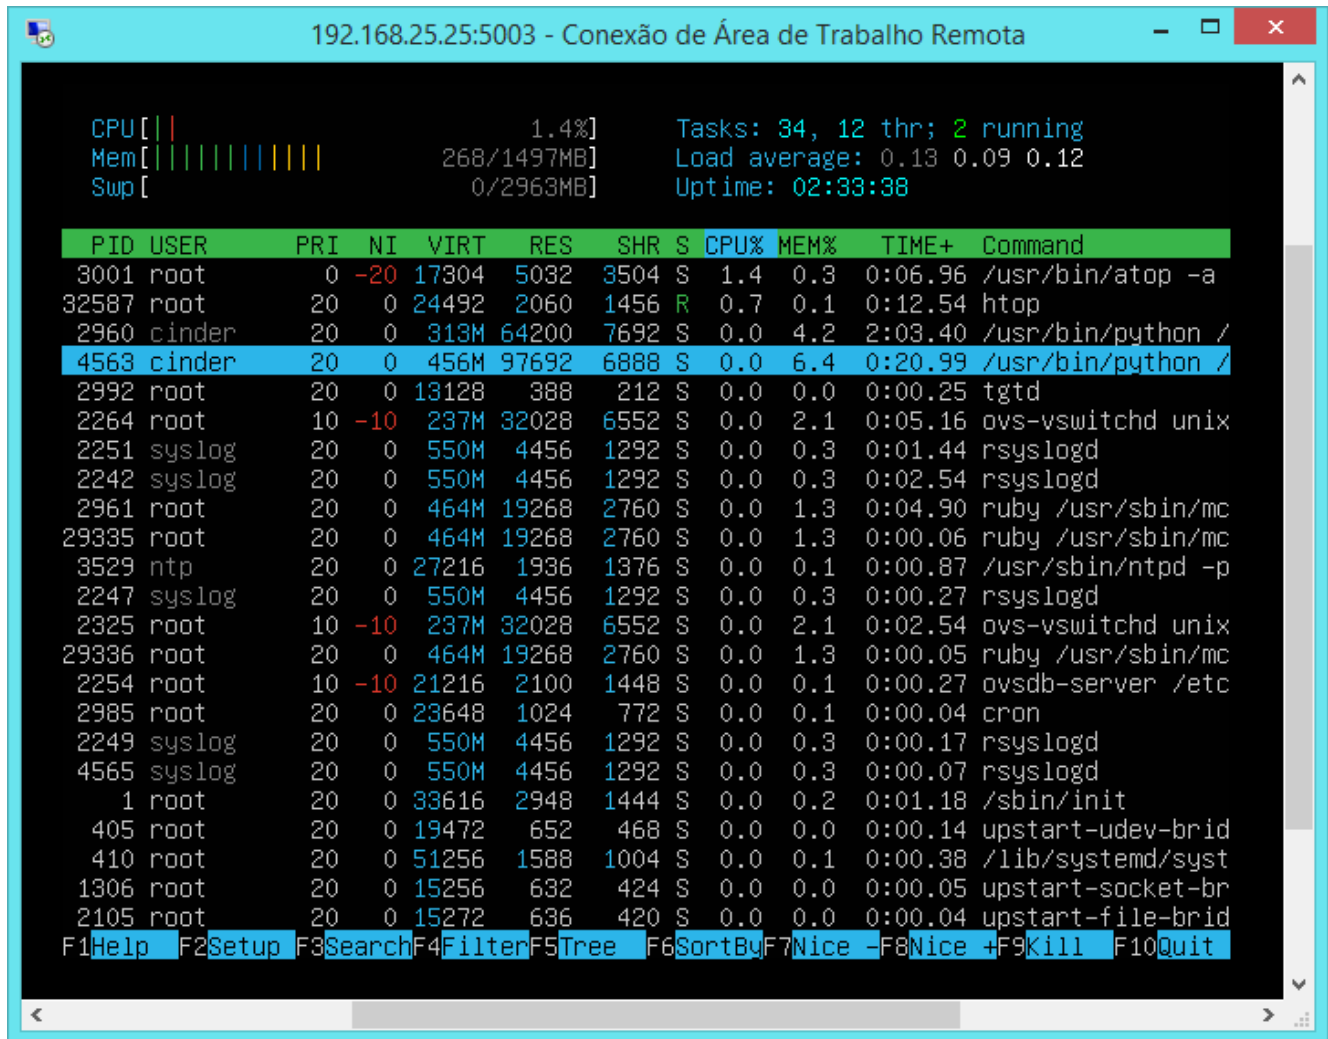 192.168.25.25:5003 - Conexão de Área de Trabalho Remota
CPU[|| 1.4%] Tasks: 34, 12 thr; 2 running
Mem[|||||||||||| 268/1497MB] Load average: 0.13 0.09 0.12
Swp[ 0/2963MB] Uptime: 02:33:38
PID USER PRI NI VIRT RES SHR S CPU% MEM% TIME+ Command
3001 root 0 -20 17304 5032 3504 S 1.4 0.3 0:06.96 /usr/bin/atop -a
32587 root 20 0 24492 2060 1456 R 0.7 0.1 0:12.54 htop
2960 cinder 20 0 313M 64200 7692 S 0.0 4.2 2:03.40 /usr/bin/python /
4563 cinder 20 0 456M 97692 6888 S 0.0 6.4 0:20.99 /usr/bin/python /
2992 root 20 0 13128 388 212 S 0.0 0.0 0:00.25 tgtd
2264 root 10 -10 237M 32028 6552 S 0.0 2.1 0:05.16 ovs-vswitchd unix
2251 syslog 20 0 550M 4456 1292 S 0.0 0.3 0:01.44 rsyslogd
2242 syslog 20 0 550M 4456 1292 S 0.0 0.3 0:02.54 rsyslogd
2961 root 20 0 464M 19268 2760 S 0.0 1.3 0:04.90 ruby /usr/sbin/mc
29335 root 20 0 464M 19268 2760 S 0.0 1.3 0:00.06 ruby /usr/sbin/mc
3529 ntp 20 0 27216 1936 1376 S 0.0 0.1 0:00.87 /usr/sbin/ntpd -p
2247 syslog 20 0 550M 4456 1292 S 0.0 0.3 0:00.27 rsyslogd
2325 root 10 -10 237M 32028 6552 S 0.0 2.1 0:02.54 ovs-vswitchd unix
29336 root 20 0 464M 19268 2760 S 0.0 1.3 0:00.05 ruby /usr/sbin/mc
2254 root 10 -10 21216 2100 1448 S 0.0 0.1 0:00.27 ovsdb-server /etc
2985 root 20 0 23648 1024 772 S 0.0 0.1 0:00.04 cron
2249 syslog 20 0 550M 4456 1292 S 0.0 0.3 0:00.17 rsyslogd
4565 syslog 20 0 550M 4456 1292 S 0.0 0.3 0:00.07 rsyslogd
1 root 20 0 33616 2948 1444 S 0.0 0.2 0:01.18 /sbin/init
405 root 20 0 19472 652 468 S 0.0 0.0 0:00.14 upstart-udev-brid
410 root 20 0 51256 1588 1004 S 0.0 0.1 0:00.38 /lib/systemd/syst
1306 root 20 0 15256 632 424 S 0.0 0.0 0:00.05 upstart-socket-br
2105 root 20 0 15272 636 420 S 0.0 0.0 0:00.04 upstart-file-brid
F1Help F2Setup F3SearchF4FilterF5Tree F6SortByF7Nice -F8Nice +F9Kill F10Quit